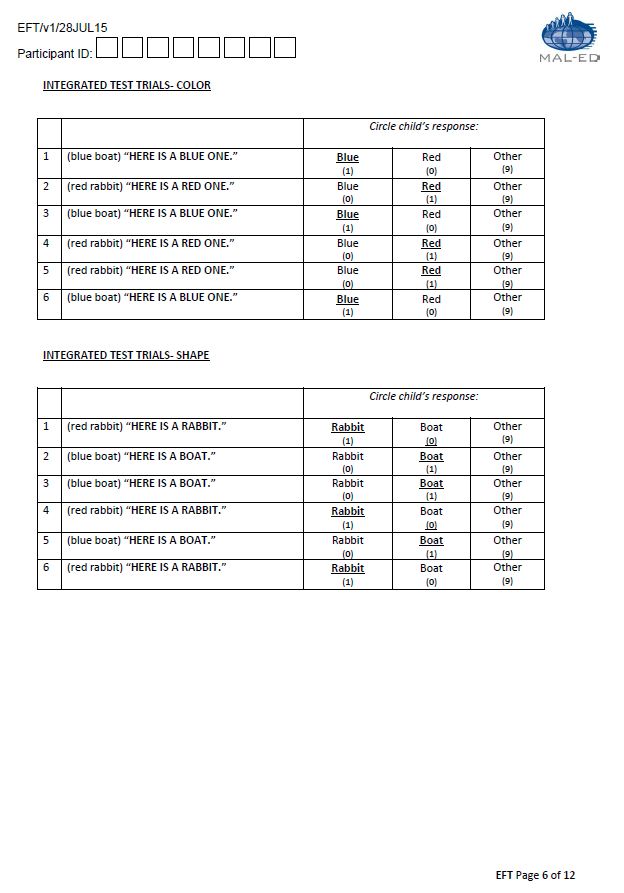 EFT/v1/28JUL15
MAL-ED
Participant ID:
INTEGRATED TEST TRIALS- COLOR
Circle child's response:
1 (blue boat) “HERE IS A BLUE ONE.” Blue Red Other
(1) (0) (9)
2 (red rabbit) “HERE IS A RED ONE.” Blue Red Other
(0) (1) (9)
3 (blue boat) “HERE IS A BLUE ONE.” Blue Red Other
(1) (0) (9)
4 (red rabbit) “HERE IS A RED ONE.” Blue Red Other
(0) (1) (9)
5 (red rabbit) “HERE IS A RED ONE.” Blue Red Other
(0) (1) (9)
6 (blue boat) “HERE IS A BLUE ONE.” Blue Red Other
(1) (0) (9)
INTEGRATED TEST TRIALS- SHAPE
Circle child's response:
1 (red rabbit) “HERE IS A RABBIT.” Rabbit Boat Other
(1) (0) (9)
2 (blue boat) “HERE IS A BOAT.” Rabbit Boat Other
(0) (1) (9)
3 (blue boat) “HERE IS A BOAT.” Rabbit Boat Other
(0) (1) (9)
4 (red rabbit) “HERE IS A RABBIT.” Rabbit Boat Other
(1) (0) (9)
5 (blue boat) “HERE IS A BOAT.” Rabbit Boat Other
(0) (1) (9)
6 (red rabbit) “HERE IS A RABBIT.” Rabbit Boat Other
(1) (0) (9)
EFT Page 6 of 12